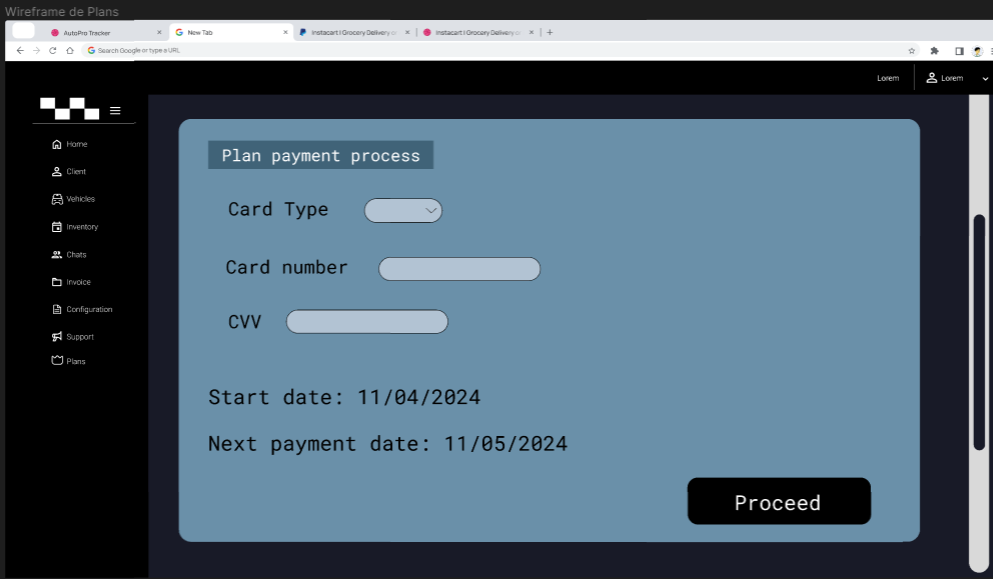 Wireframe de Plans
AutoPro Tracker
New Tab
Instacart | Grocery Delivery or
Instacart | Grocery Delivery or
Search Google or type a URL
Lorem
Lorem
Home
Client
Vehicles
Inventory
Chats
Invoice
Configuration
Support
Plans
Plan payment process
Card Type
Card number
CVV
Start date: 11/04/2024
Next payment date: 11/05/2024
Proceed